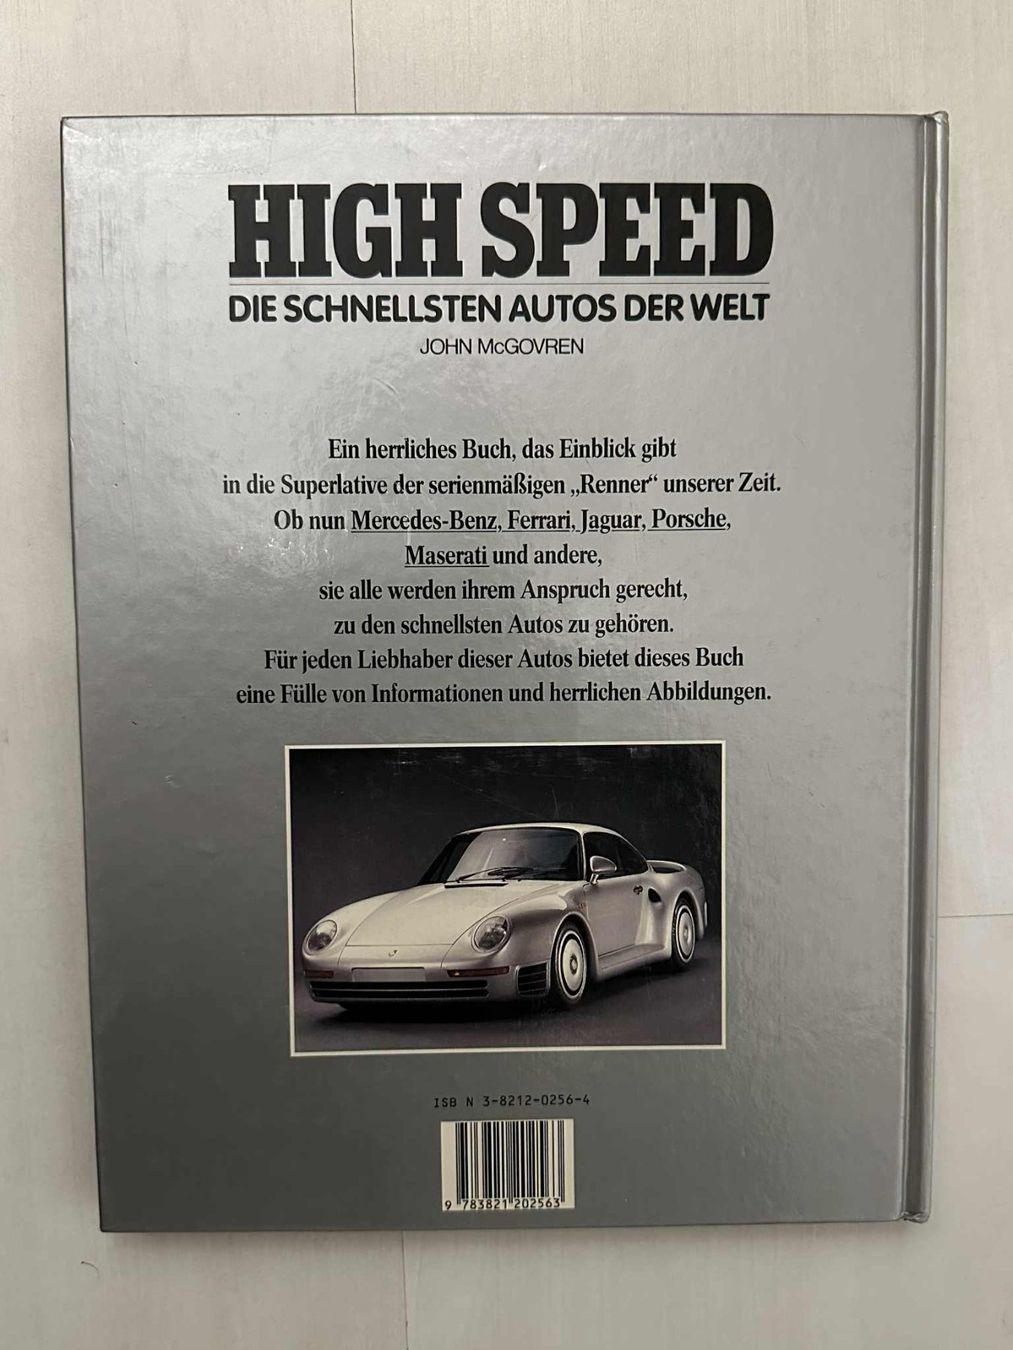 HIGH SPEED
DIE SCHNELLSTEN AUTOS DER WELT
JOHN McGOVREN
Ein herrliches Buch, das Einblick gibt
in die Superlative der serienmäßigen „Renner“ unserer Zeit.
Ob nun Mercedes-Benz, Ferrari, Jaguar, Porsche,
Maserati und andere,
sie alle werden ihrem Anspruch gerecht,
zu den schnellsten Autos zu gehören.
Für jeden Liebhaber dieser Autos bietet dieses Buch
eine Fülle von Informationen und herrlichen Abbildungen.
ISB N 3-8212-0256-4
9 783821 202563